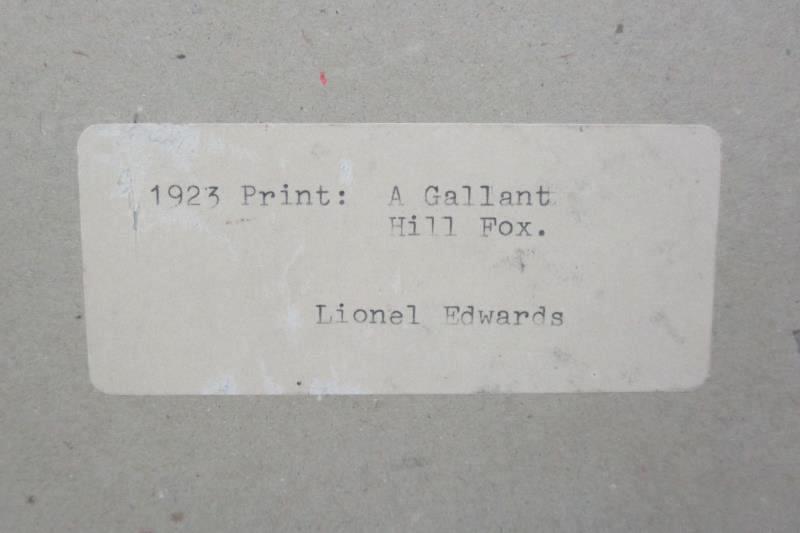 1923 Print: A Gallant
Hill Fox.
Lionel Edwards